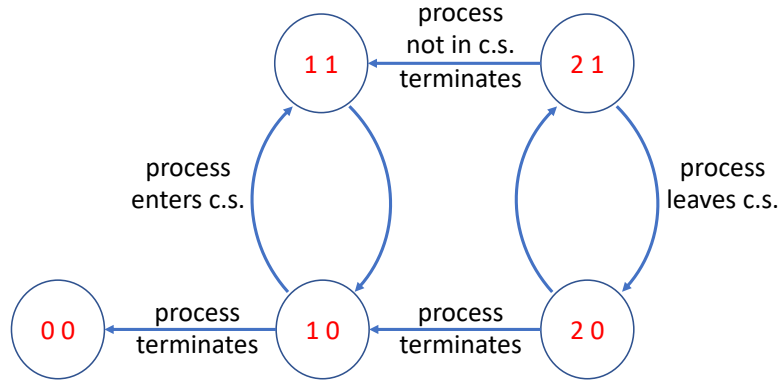 process
not in c.s.
terminates
1 1
2 1
process
enters c.s.
process
leaves c.s.
0 0
process
terminates
1 0
process
terminates
2 0